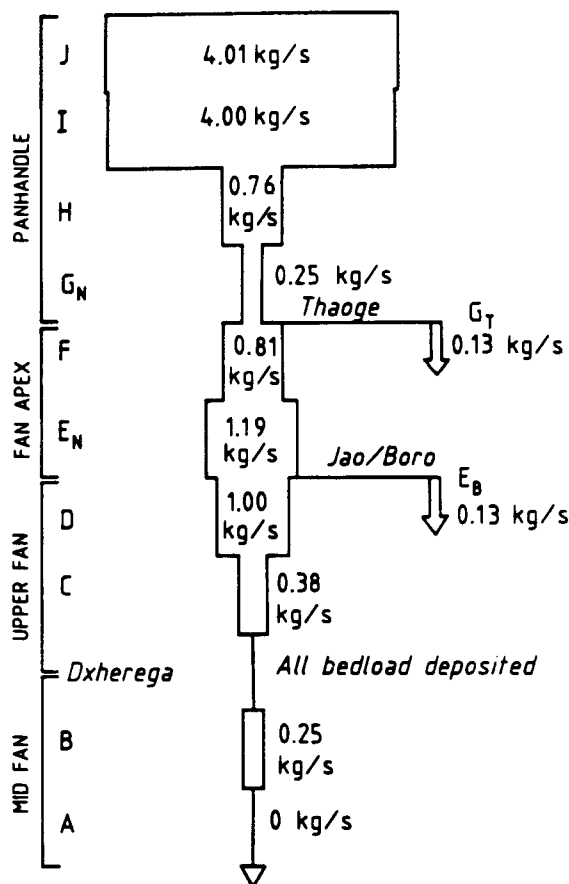 PANHANDLE
J
4.01 kg/s
I
4.00 kg/s
H
0.76
kg/s
G_N
0.25 kg/s
Thaoge
G_T
0.13 kg/s
FAN APEX
F
0.81
kg/s
E_N
1.19
kg/s
Jao/Boro
E_B
0.13 kg/s
UPPER FAN
D
1.00
kg/s
C
0.38
kg/s
Dxherega
All bedload deposited
MID FAN
B
0.25
kg/s
A
0 kg/s